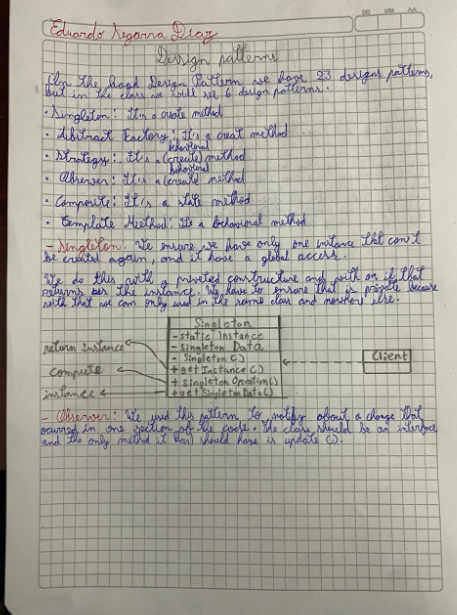 DD MM AA
Eduardo Segarra Diaz
Design patterns
the book Design Pattern we have 23 designs patterns,
but in the class we will see 6 design patterns.
· Singleton: It's a create method
· Abstract Factory: It's a creat method
behavioral
· Strategy: It's a (create) method
behavioral
· Observer: It's a (create) method
· Composite: It's a state method
· Template Method: Its a behavioral method
- Singleton: We ensure we have only one instance that can't
be creats again, and it have a global access.
We do this with a constructure and with an if that
returns us the instance. We have to ensure that is private because
with that we can only used in the same class and nowhere else.
Singleton
- static instance
- Singleton Data
- Singleton ()
+ get Instance ()
+ Singleton Operation ()
+ get Singleton Data ()
return instance
compuete
instance
Client
- Observer: We used this pattern to notify about a change that
ocurred in one section of the code. The class should be an interface
and the only method it should have is update ().